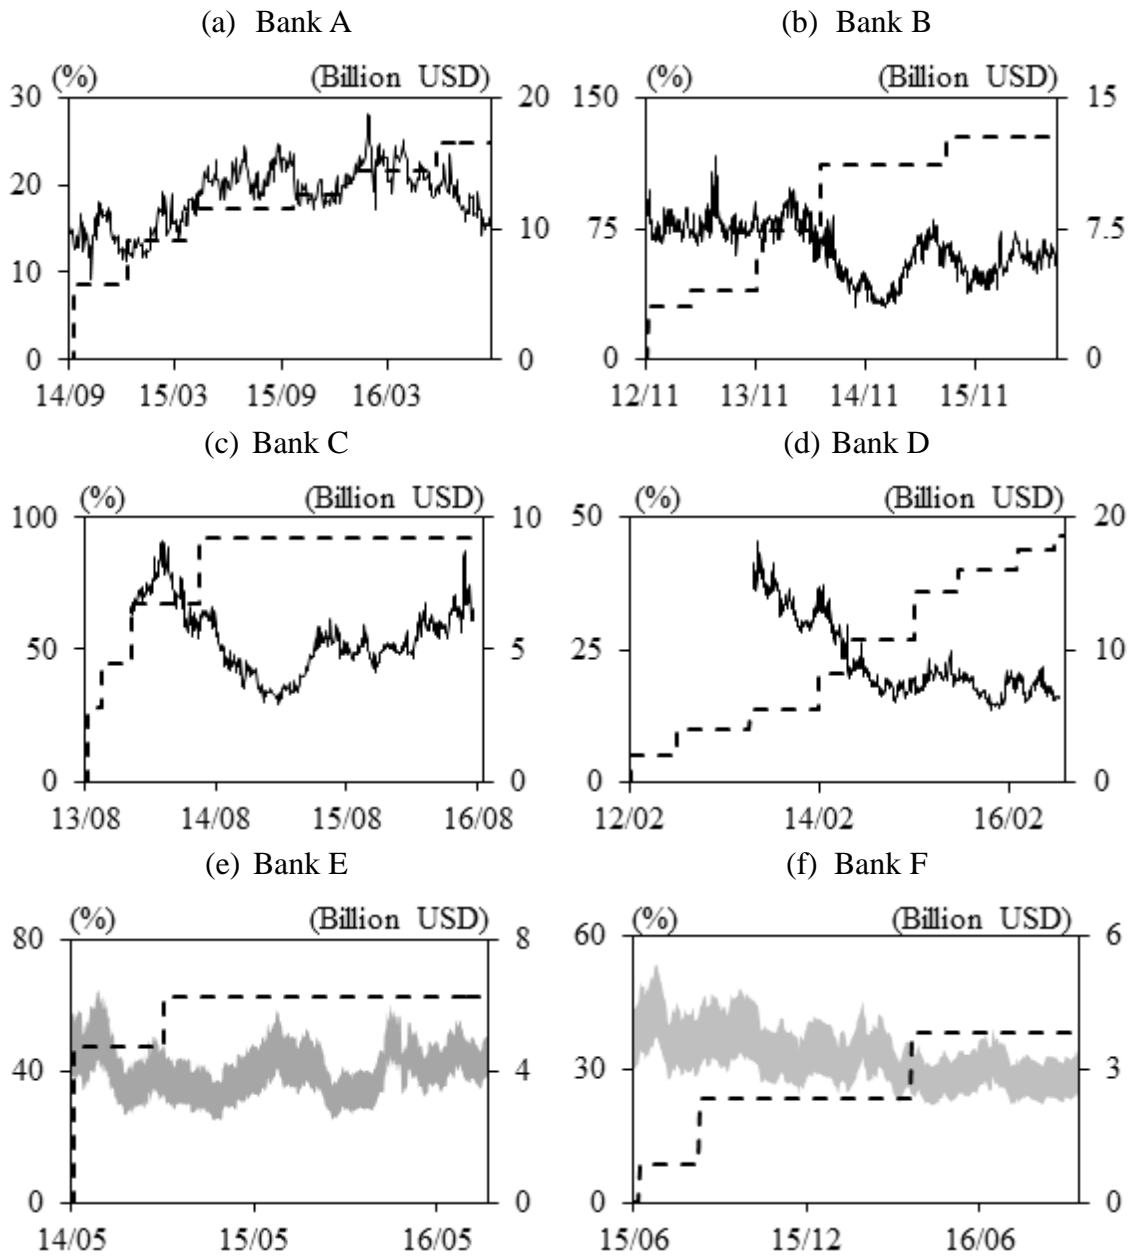 (a) Bank A
(%) (Billion USD)
30 20
20
10
10
0 0
14/09 15/03 15/09 16/03
(b) Bank B
(%) (Billion USD)
150 15
75 7.5
0 0
12/11 13/11 14/11 15/11
(c) Bank C
(%) (Billion USD)
100 10
50 5
0 0
13/08 14/08 15/08 16/08
(d) Bank D
(%) (Billion USD)
50 20
25 10
0 0
12/02 14/02 16/02
(e) Bank E
(%) (Billion USD)
80 8
40 4
0 0
14/05 15/05 16/05
(f) Bank F
(%) (Billion USD)
60 6
30 3
0 0
15/06 15/12 16/06